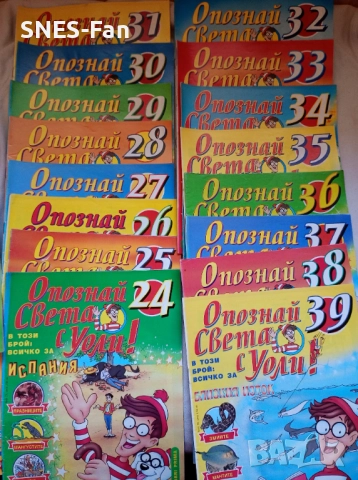 SNES-Fan
Опознай 31
Света
Опознай 30
Света
Опознай 29
Света
Опознай 28
Света
Опознай 27
Света
Опознай 26
Света
Опознай 25
Света
Опознай 24
Света
с Уоли!
В ТОЗИ
БРОЙ:
ВСИЧКО ЗА
ИСПАНИЯ
Опознай 32
Света
Опознай 33
Света
Опознай 34
Света
Опознай 35
Света
Опознай 36
Света
Опознай 37
Света
Опознай 38
Света
Опознай 39
Света
с Уоли!
В ТОЗИ
БРОЙ:
ВСИЧКО ЗА
ЗМИИТЕ
BAZAR